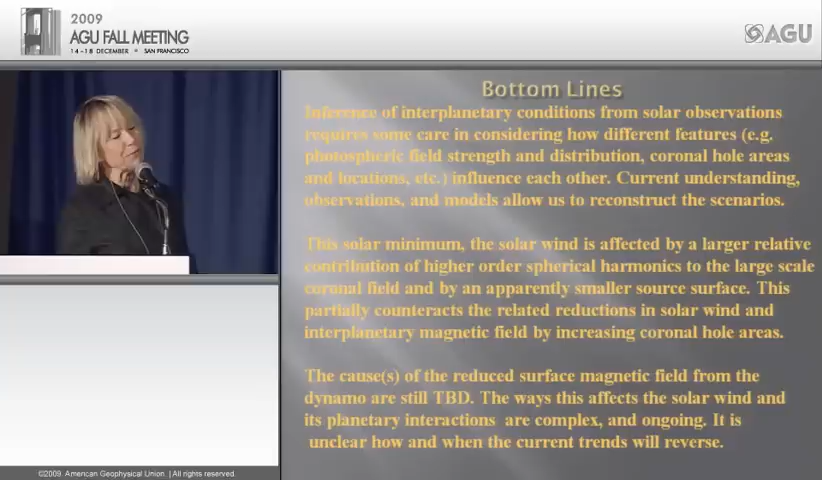 2009
AGU FALL MEETING
14 - 18 DECEMBER • SAN FRANCISCO
AGU
Bottom Lines
Inference of interplanetary conditions from solar observations
requires some care in considering how different features (e.g.
photospheric field strength and distribution, coronal hole areas
and locations, etc.) influence each other. Current understanding,
observations, and models allow us to reconstruct the scenarios.
This solar minimum, the solar wind is affected by a larger relative
contribution of higher order spherical harmonics to the large scale
coronal field and by an apparently smaller source surface. This
partially counteracts the related reductions in solar wind and
interplanetary magnetic field by increasing coronal hole areas.
The cause(s) of the reduced surface magnetic field from the
dynamo are still TBD. The ways this affects the solar wind and
its planetary interactions are complex, and ongoing. It is
unclear how and when the current trends will reverse.
©2009. American Geophysical Union. | All rights reserved.